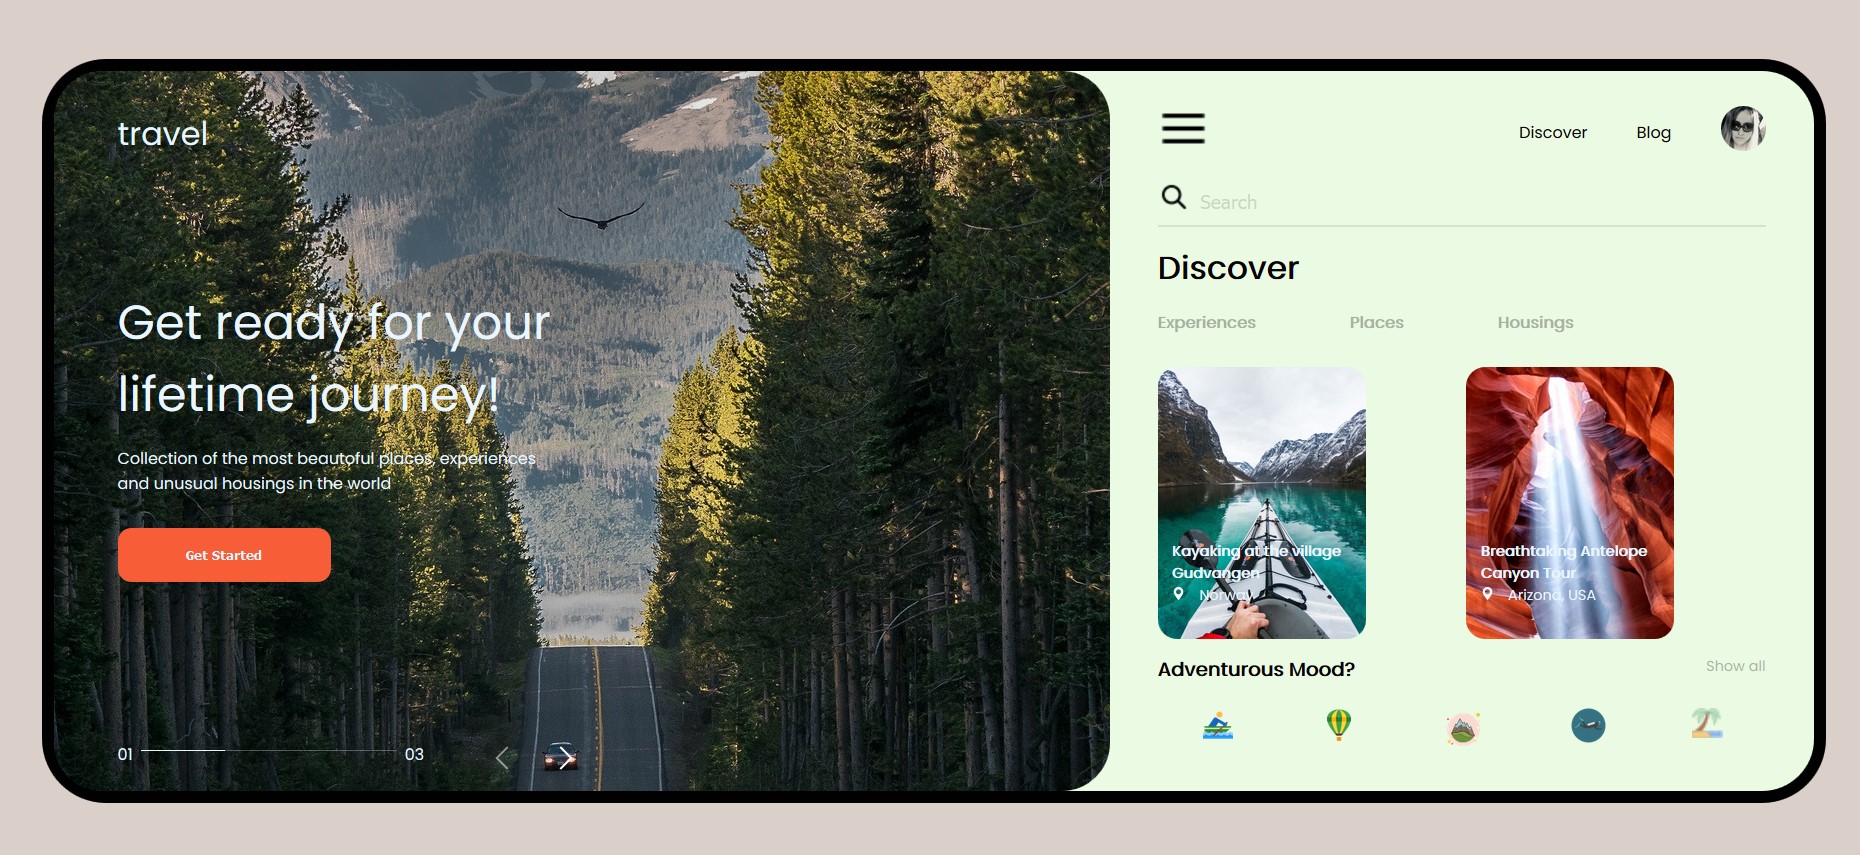 travel
Get ready for your
lifetime journey!
Collection of the most beautoful places, experiences
and unusual housings in the world
Get Started
01
03
Discover
Blog
Search
Discover
Experiences
Places
Housings
Kayaking at the village
Gudvangen
Norway
Breathtaking Antelope
Canyon Tour
Arizona, USA
Adventurous Mood?
Show all